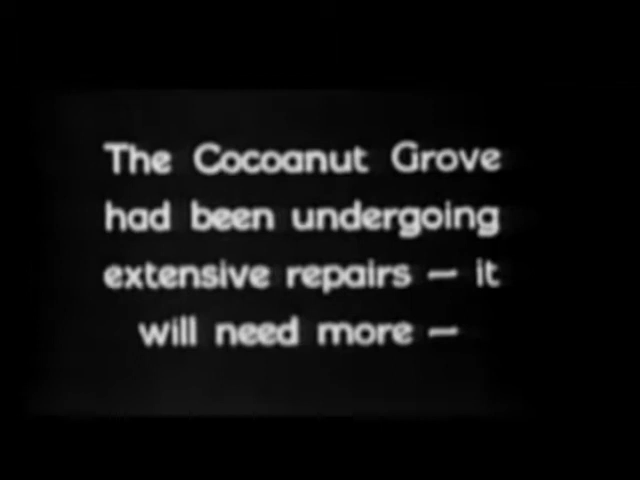 The Cocoanut Grove
had been undergoing
extensive repairs — it
will need more —